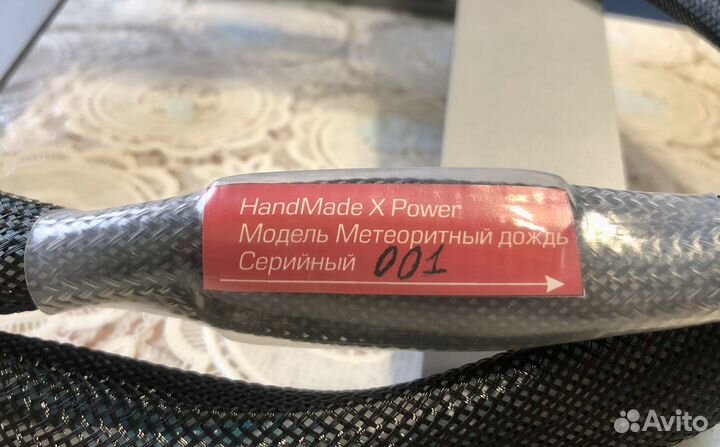 HandMade X Power
Модель Метеоритный дождь
Серийный 001
Avito